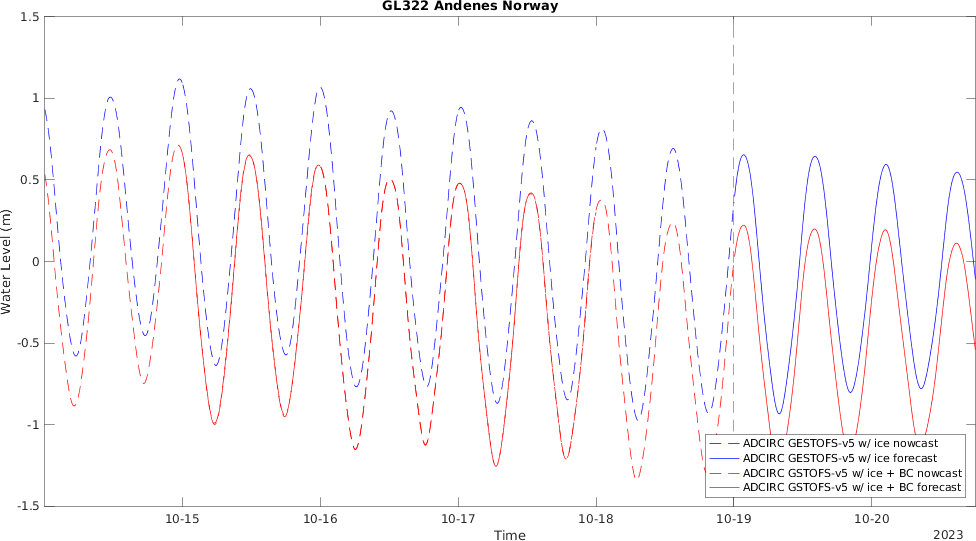 GL322 Andenes Norway
1.5
1
0.5
0
-0.5
-1
-1.5
Water Level (m)
10-15
10-16
10-17
10-18
10-19
10-20
Time
2023
ADCIRC GESTOFS-v5 w/ ice nowcast
ADCIRC GESTOFS-v5 w/ ice forecast
ADCIRC GSTOFS-v5 w/ ice + BC nowcast
ADCIRC GSTOFS-v5 w/ ice + BC forecast